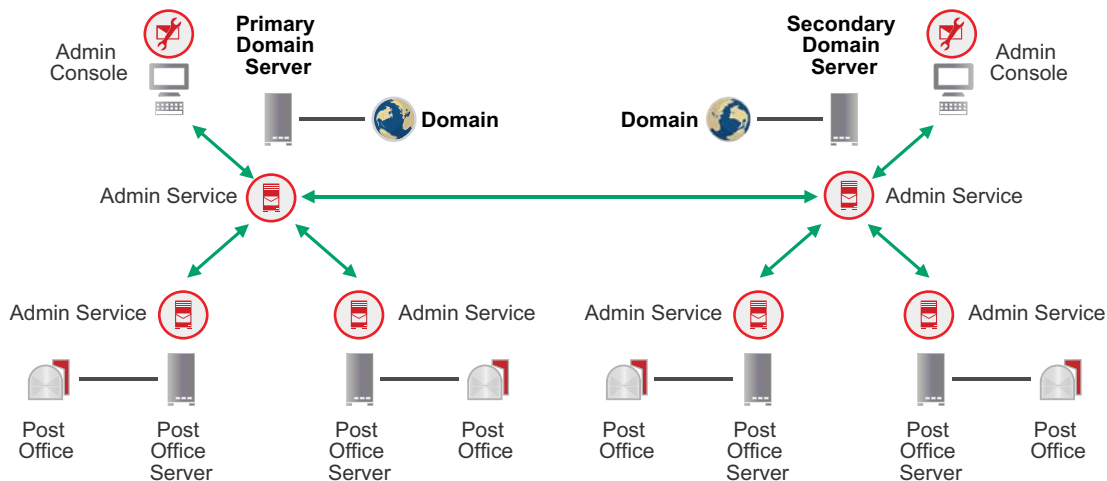 Admin
Console
Primary
Domain
Server
Domain
Domain
Secondary
Domain
Server
Admin
Console
Admin Service
Admin Service
Admin Service
Admin Service
Admin Service
Admin Service
Post
Office
Post
Office
Server
Post
Office
Server
Post
Office
Post
Office
Post
Office
Server
Post
Office
Server
Post
Office